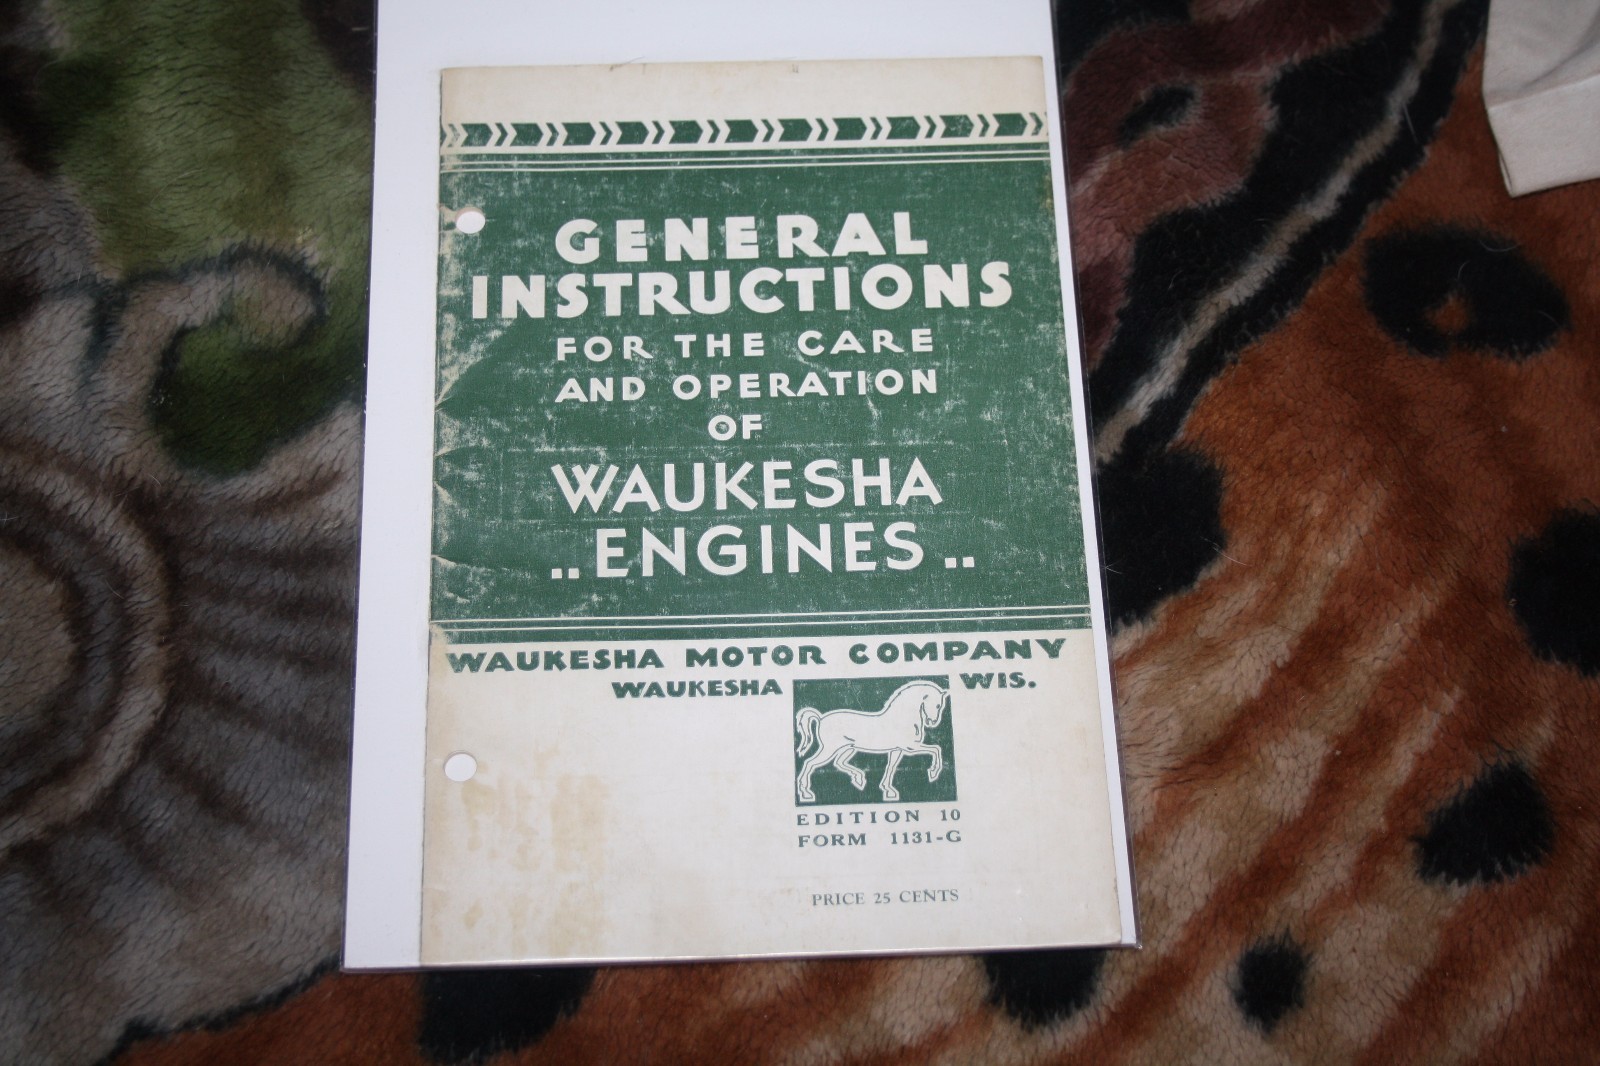 GENERAL
INSTRUCTIONS
FOR THE CARE
AND OPERATION
OF
WAUKESHA
..ENGINES..
WAUKESHA MOTOR COMPANY
WAUKESHA WIS.
EDITION 10
FORM 1131-G
PRICE 25 CENTS